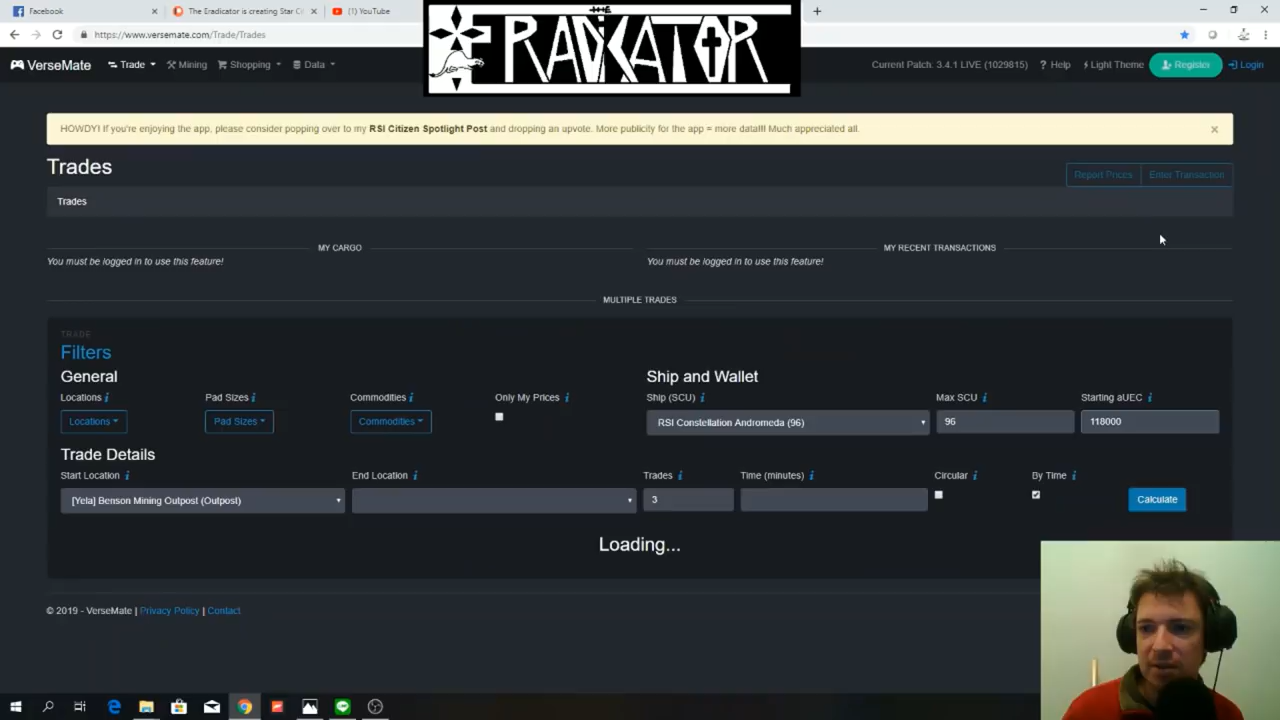 Facebook
The Eradicator is creating Star Ci
(1) YouTube
THE
ERADICATOR
https://www.versemate.com/Trade/Trades
VerseMate
Trade
Mining
Shopping
Data
Current Patch: 3.4.1 LIVE (1029815)
Help
Light Theme
Register
Login
HOWDY! If you're enjoying the app, please consider popping over to my RSI Citizen Spotlight Post and dropping an upvote. More publicity for the app = more data!!! Much appreciated all.
Trades
Report Prices
Enter Transaction
Trades
MY CARGO
MY RECENT TRANSACTIONS
You must be logged in to use this feature!
You must be logged in to use this feature!
MULTIPLE TRADES
TRADE
Filters
General
Ship and Wallet
Locations
Pad Sizes
Commodities
Only My Prices
Ship (SCU)
Max SCU
Starting aUEC
Locations
Pad Sizes
Commodities
RSI Constellation Andromeda (96)
96
118000
Trade Details
Start Location
End Location
Trades
Time (minutes)
Circular
By Time
[Yela] Benson Mining Outpost (Outpost)
3
Calculate
Loading...
© 2019 - VerseMate | Privacy Policy | Contact